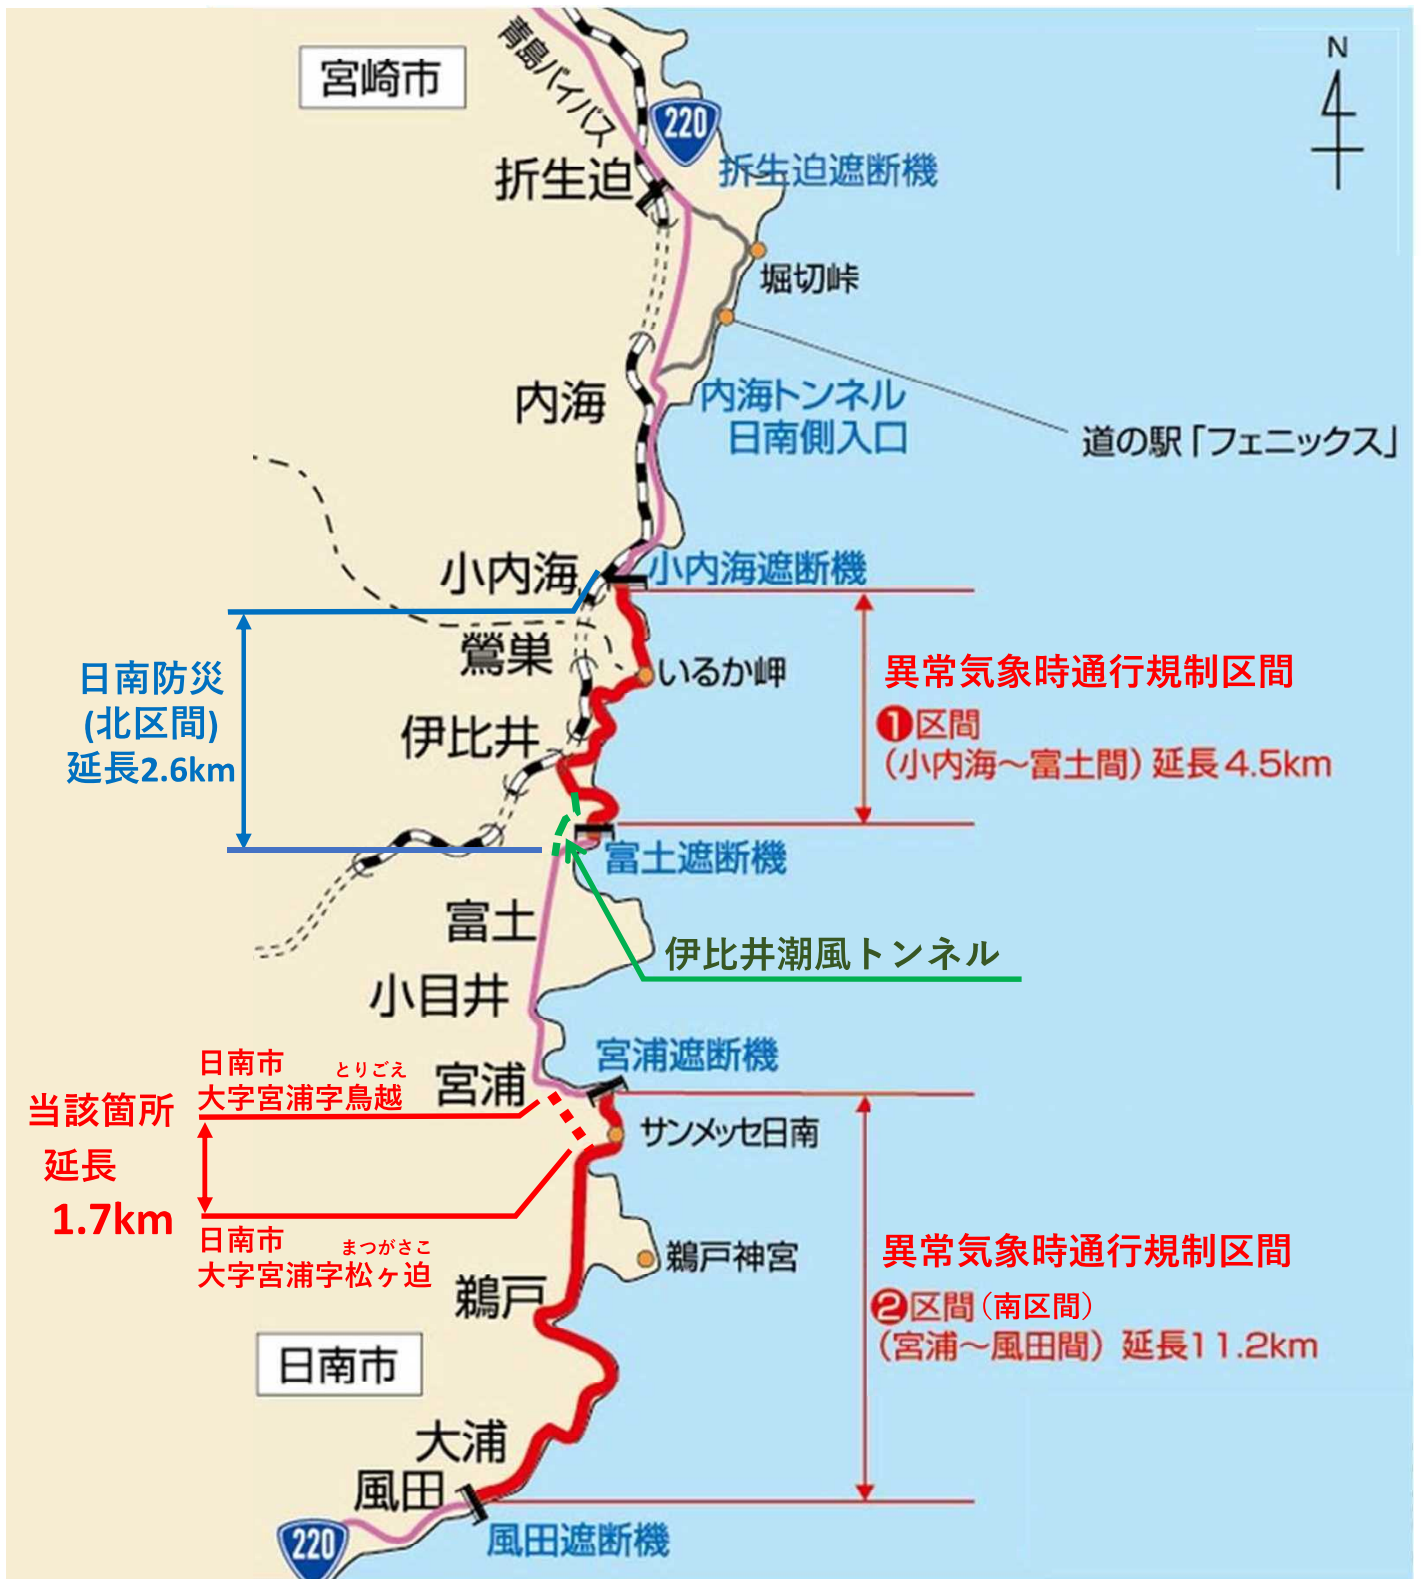 N
宮崎市
青島バイパス
220
折生迫
折生迫遮断機
堀切峠
内海
内海トンネル
日南側入口
道の駅「フェニックス」
小内海
小内海遮断機
鶯巣
いるか岬
日南防災
(北区間)
延長2.6km
異常気象時通行規制区間
❶区間
(小内海～富土間) 延長4.5km
伊比井
富土遮断機
富土
伊比井潮風トンネル
小目井
宮浦遮断機
宮浦
日南市
とりごえ
大字宮浦字鳥越
当該箇所
延長
1.7km
サンメッセ日南
日南市
まつがさこ
大字宮浦字松ヶ迫
鵜戸神宮
異常気象時通行規制区間
❷区間(南区間)
(宮浦～風田間) 延長11.2km
鵜戸
日南市
大浦
風田
風田遮断機
220